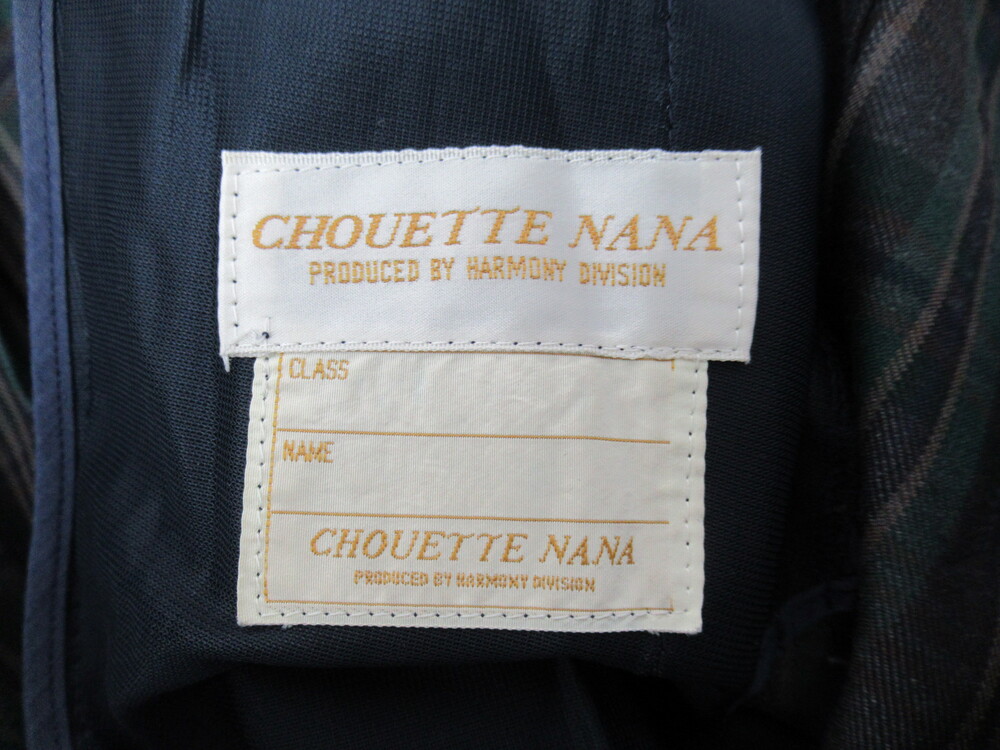 CHOUETTE NANA
PRODUCED BY HARMONY DIVISION
CLASS
NAME
CHOUETTE NANA
PRODUCED BY HARMONY DIVISION